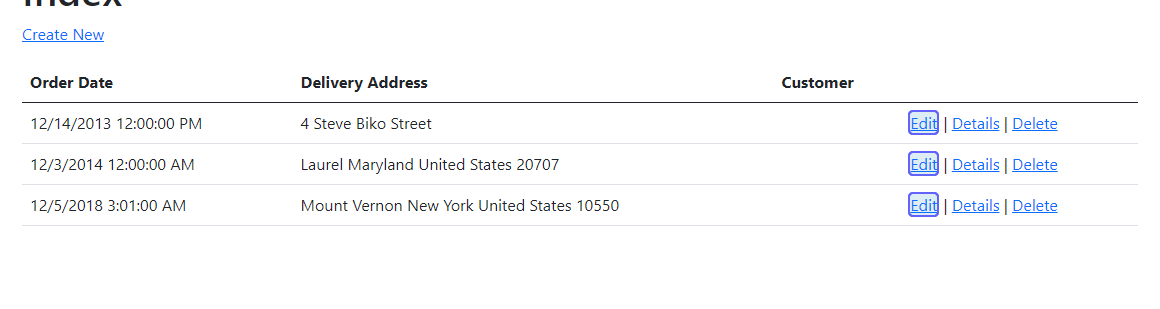 Index
Create New
Order Date Delivery Address Customer
12/14/2013 12:00:00 PM 4 Steve Biko Street Edit | Details | Delete
12/3/2014 12:00:00 AM Laurel Maryland United States 20707 Edit | Details | Delete
12/5/2018 3:01:00 AM Mount Vernon New York United States 10550 Edit | Details | Delete